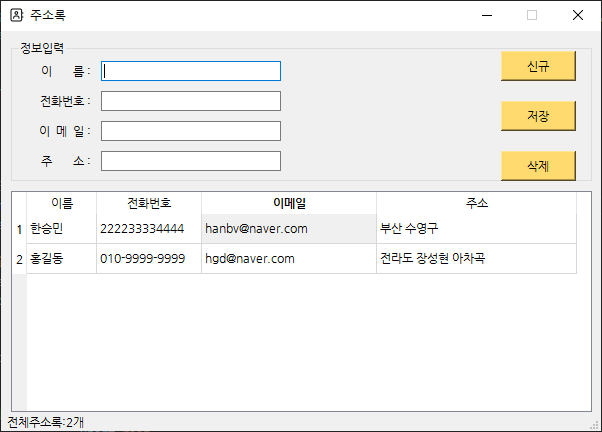 주소록
정보입력
이 름 :
신규
전화번호 :
이 메 일 :
저장
주 소 :
삭제
이름 전화번호 이메일 주소
1 한승민 222233334444 hanbv@naver.com 부산 수영구
2 홍길동 010-9999-9999 hgd@naver.com 전라도 장성현 아차곡
전체주소록:2개